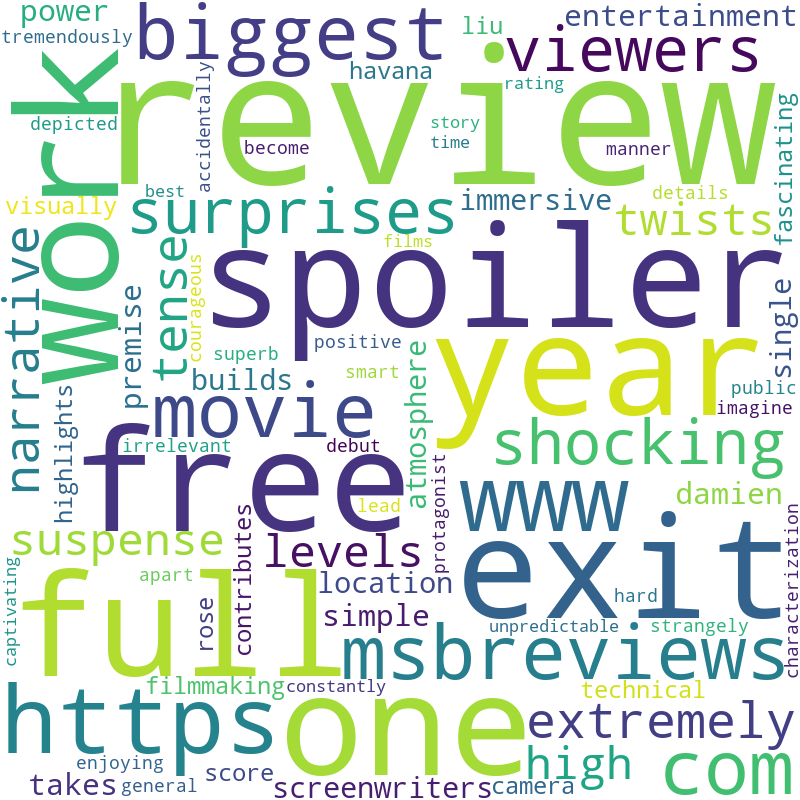 power
biggest
liu
entertainment
tremendously
viewers
havana
accidentally
rating
review
work
depicted
story
time
become
manner
fascinating
best
details
visually
surprises
immersive
twists
films
narrative
tense
courageous
spoiler
single
premise
superb
positive
builds
smart
atmosphere
year
public
imagine
highlights
movie
irrelevant
debut
shocking
free
protagonist
lead
www
damien
suspense
levels
exit
characterization
captivating
apart
rose
contributes
location
hard
full
simple
unpredictable
strangely
msbreviews
filmmaking
constantly
technical
https
one
extremely
enjoying
score
high
com
takes
general
screenwriters
camera